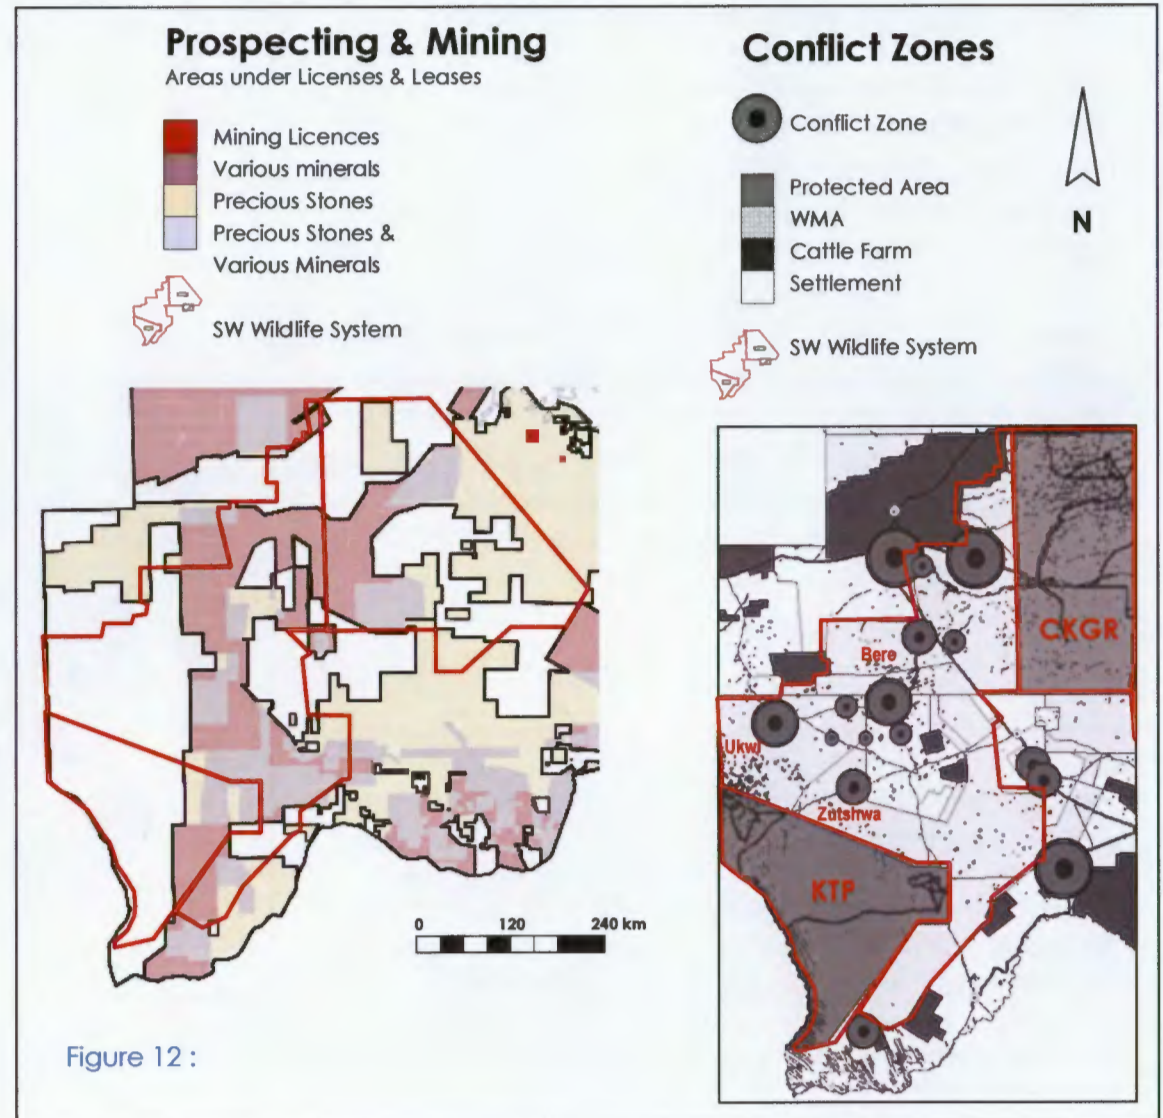 Prospecting & Mining
Areas under Licenses & Leases
Mining Licences
Various minerals
Precious Stones
Precious Stones &
Various Minerals
SW Wildlife System
Conflict Zones
Conflict Zone
Protected Area
WMA
Cattle Farm
Settlement
SW Wildlife System
N
0 120 240 km
CKGR
Bere
Ukwi
Zutshwa
KTP
Figure 12 :